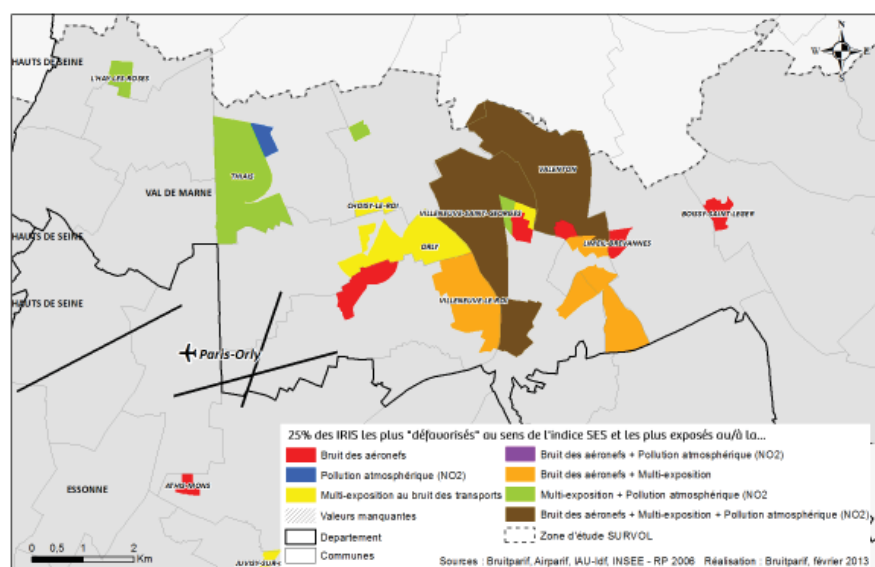 N
W E
S
HAUTS DE SEINE
L'HAY-LES-ROSES
THIAIS
VALENTON
VAL DE MARNE
CHOISY-LE-ROI
VILLENEUVE-SAINT-GEORGES
BOISSY-SAINT-LEGER
HAUTS DE SEINE
ORLY
LIMEIL-BREVANNES
HAUTS DE SEINE
VILLENEUVE-LE-ROI
Paris-Orly
ESSONNE
ATHIS-MONS
JUVISY-SUR-
0 0,5 1 2
Km
25% des IRIS les plus "défavorisés" au sens de l'indice SES et les plus exposés au/à la...
Bruit des aéronefs
Pollution atmosphérique (NO2)
Multi-exposition au bruit des transports
Valeurs manquantes
Departement
Communes
Bruit des aéronefs + Pollution atmosphérique (NO2)
Bruit des aéronefs + Multi-exposition
Multi-exposition + Pollution atmosphérique (NO2
Bruit des aéronefs + Multi-exposition + Pollution atmosphérique (NO2)
Zone d'étude SURVOL
Sources : Bruitparif, Airparif, IAU-Idf, INSEE - RP 2006 Réalisation : Bruitparif, février 2013